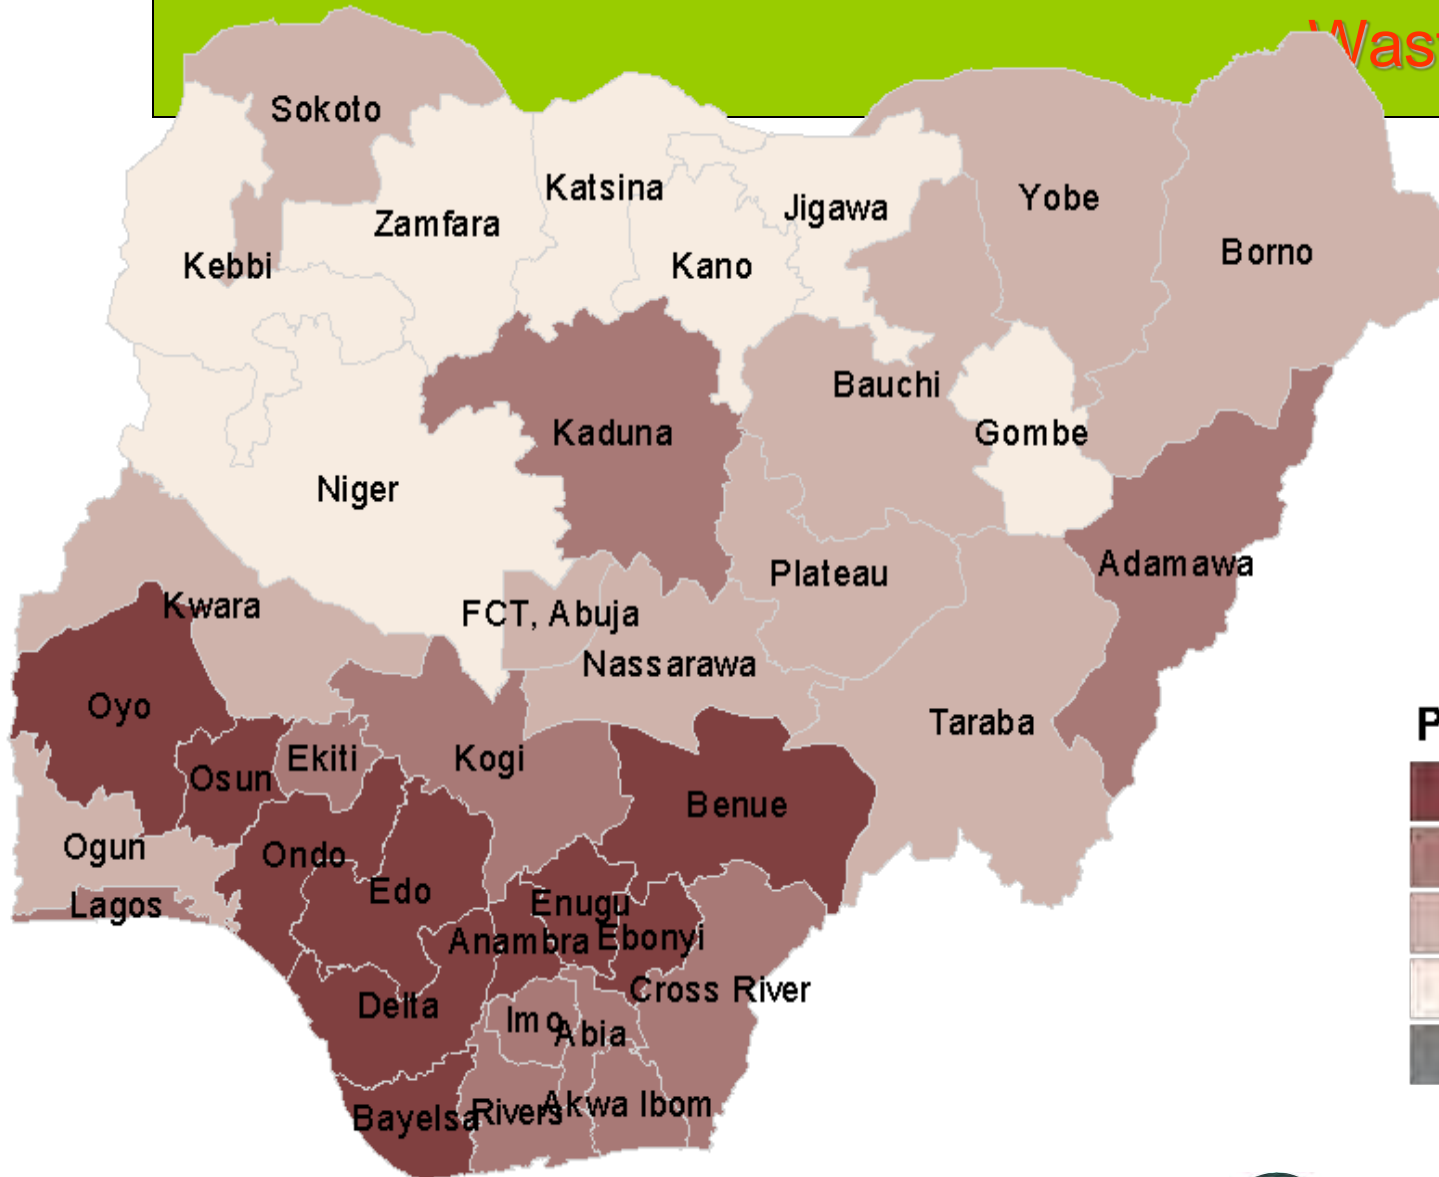 Wast
Sokoto
Katsina
Yobe
Jigawa
Zamfara
Borno
Kebbi
Kano
Bauchi
Gombe
Kaduna
Niger
Adamawa
Plateau
Kwara
FCT, Abuja
Nassarawa
Oyo
Taraba
P
Ekiti
Kogi
Osun
Benue
Ogun
Ondo
Edo
Lagos
Enugu
Anambra
Ebonyi
Cross River
Delta
Imo
Abia
Bayelsa
Rivers
Akwa Ibom